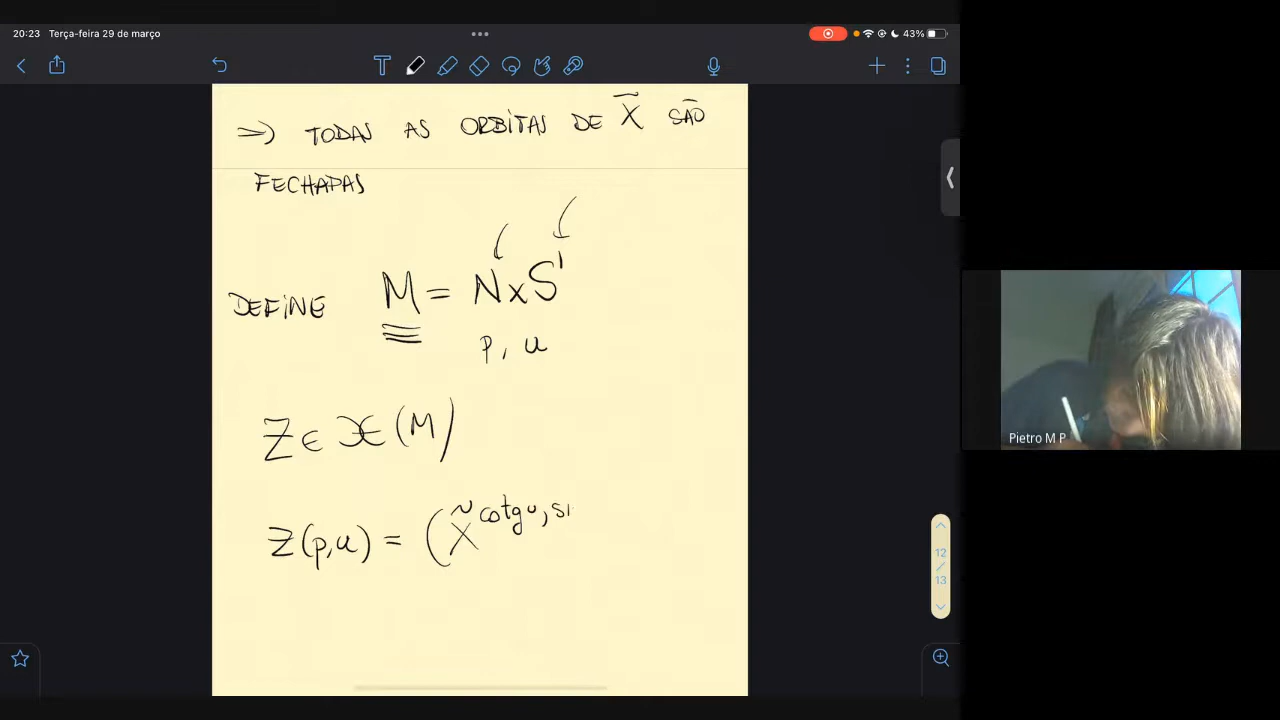 20:23 Terça-feira 29 de março
43%
=> TODAS AS ORBITAS DE X̄ SÃO
FECHADAS
DEFINE M = N x S¹
p, u
Z ∈ 𝔛(M)
Z(p,u) = (X̃^cotgu, si
12
/
13
Pietro M P